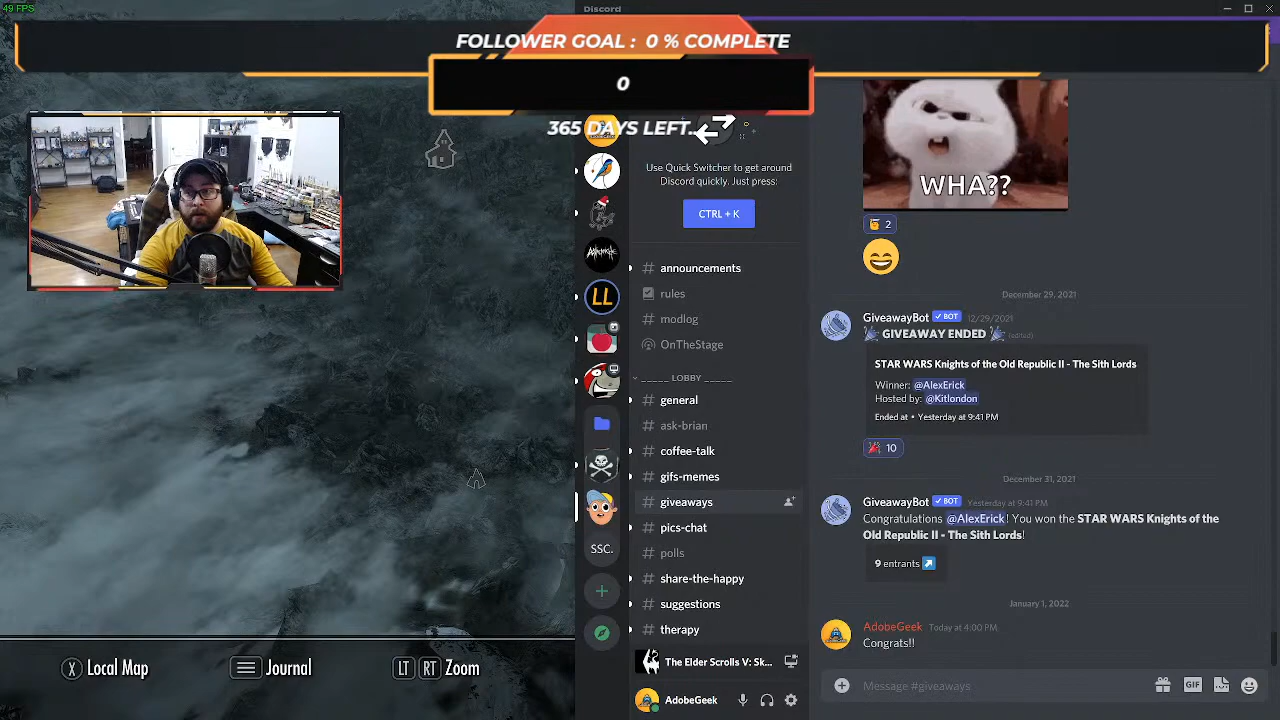 49 FPS
Discord
FOLLOWER GOAL : 0 % COMPLETE
0
365 DAYS LEFT...
Use Quick Switcher to get around
Discord quickly. Just press:
CTRL + K
announcements
rules
modlog
OnTheStage
_____ LOBBY _____
general
ask-brian
coffee-talk
gifs-memes
giveaways
pics-chat
polls
share-the-happy
suggestions
therapy
LL
SSC.
The Elder Scrolls V: Sk...
AdobeGeek
WHA??
2
December 29, 2021
GiveawayBot BOT 12/29/2021
GIVEAWAY ENDED (edited)
STAR WARS Knights of the Old Republic II - The Sith Lords
Winner: @AlexErick
Hosted by: @Kitlondon
Ended at • Yesterday at 9:41 PM
10
December 31, 2021
GiveawayBot BOT Yesterday at 9:41 PM
Congratulations @AlexErick! You won the STAR WARS Knights of the
Old Republic II - The Sith Lords!
9 entrants
January 1, 2022
AdobeGeek Today at 4:00 PM
Congrats!!
Message #giveaways
GIF
X Local Map
Journal
LT RT Zoom